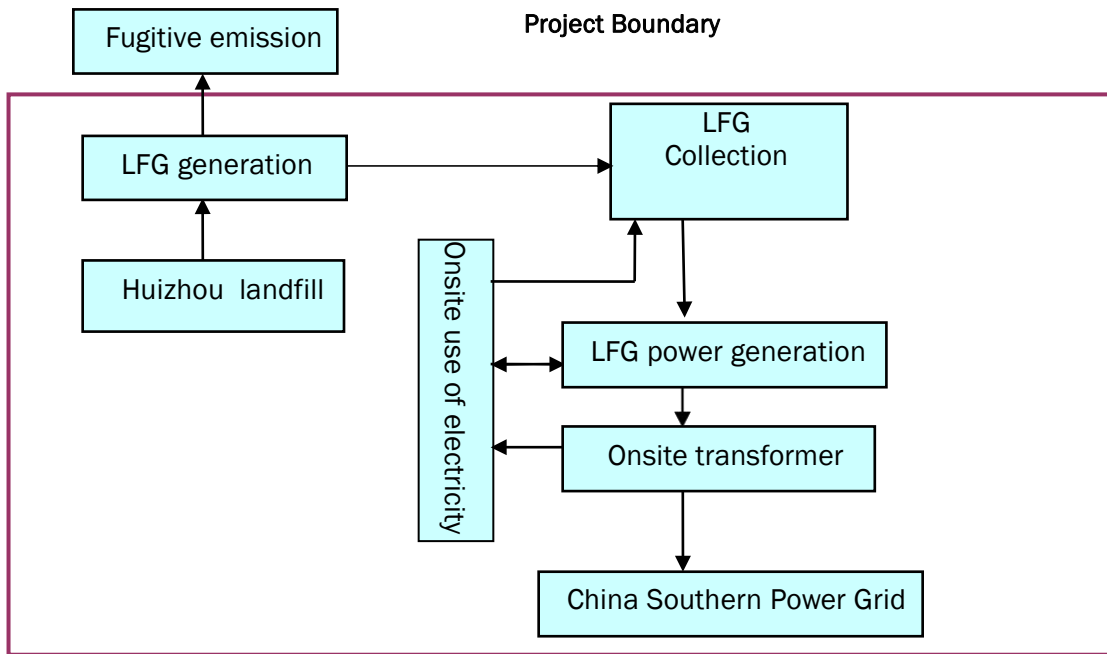 Project Boundary
Fugitive emission
LFG
Collection
LFG generation
Huizhou landfill
Onsite use of electricity
LFG power generation
Onsite transformer
China Southern Power Grid